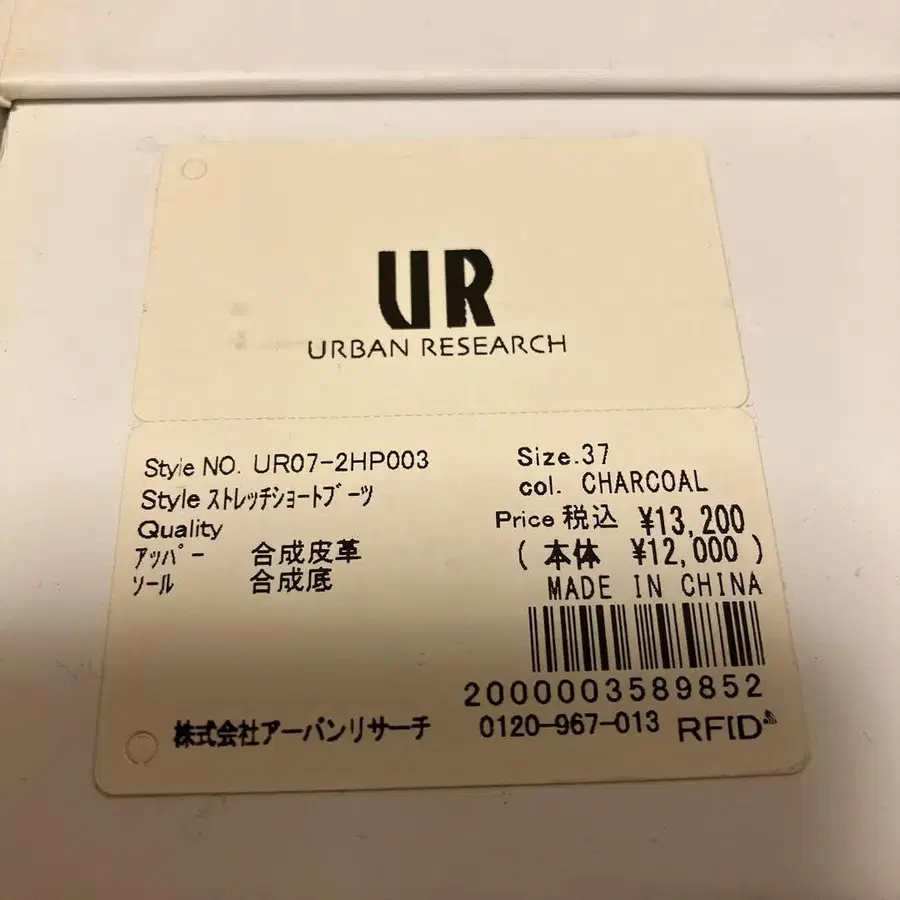 UR
URBAN RESEARCH
Style NO. UR07-2HP003
Style ストレッチショートブーツ
Quality
アッパー 合成皮革
ソール 合成底
Size.37
col. CHARCOAL
Price 税込 ¥13,200
( 本体 ¥12,000 )
MADE IN CHINA
2000003589852
株式会社アーバンリサーチ
0120-967-013 RFID